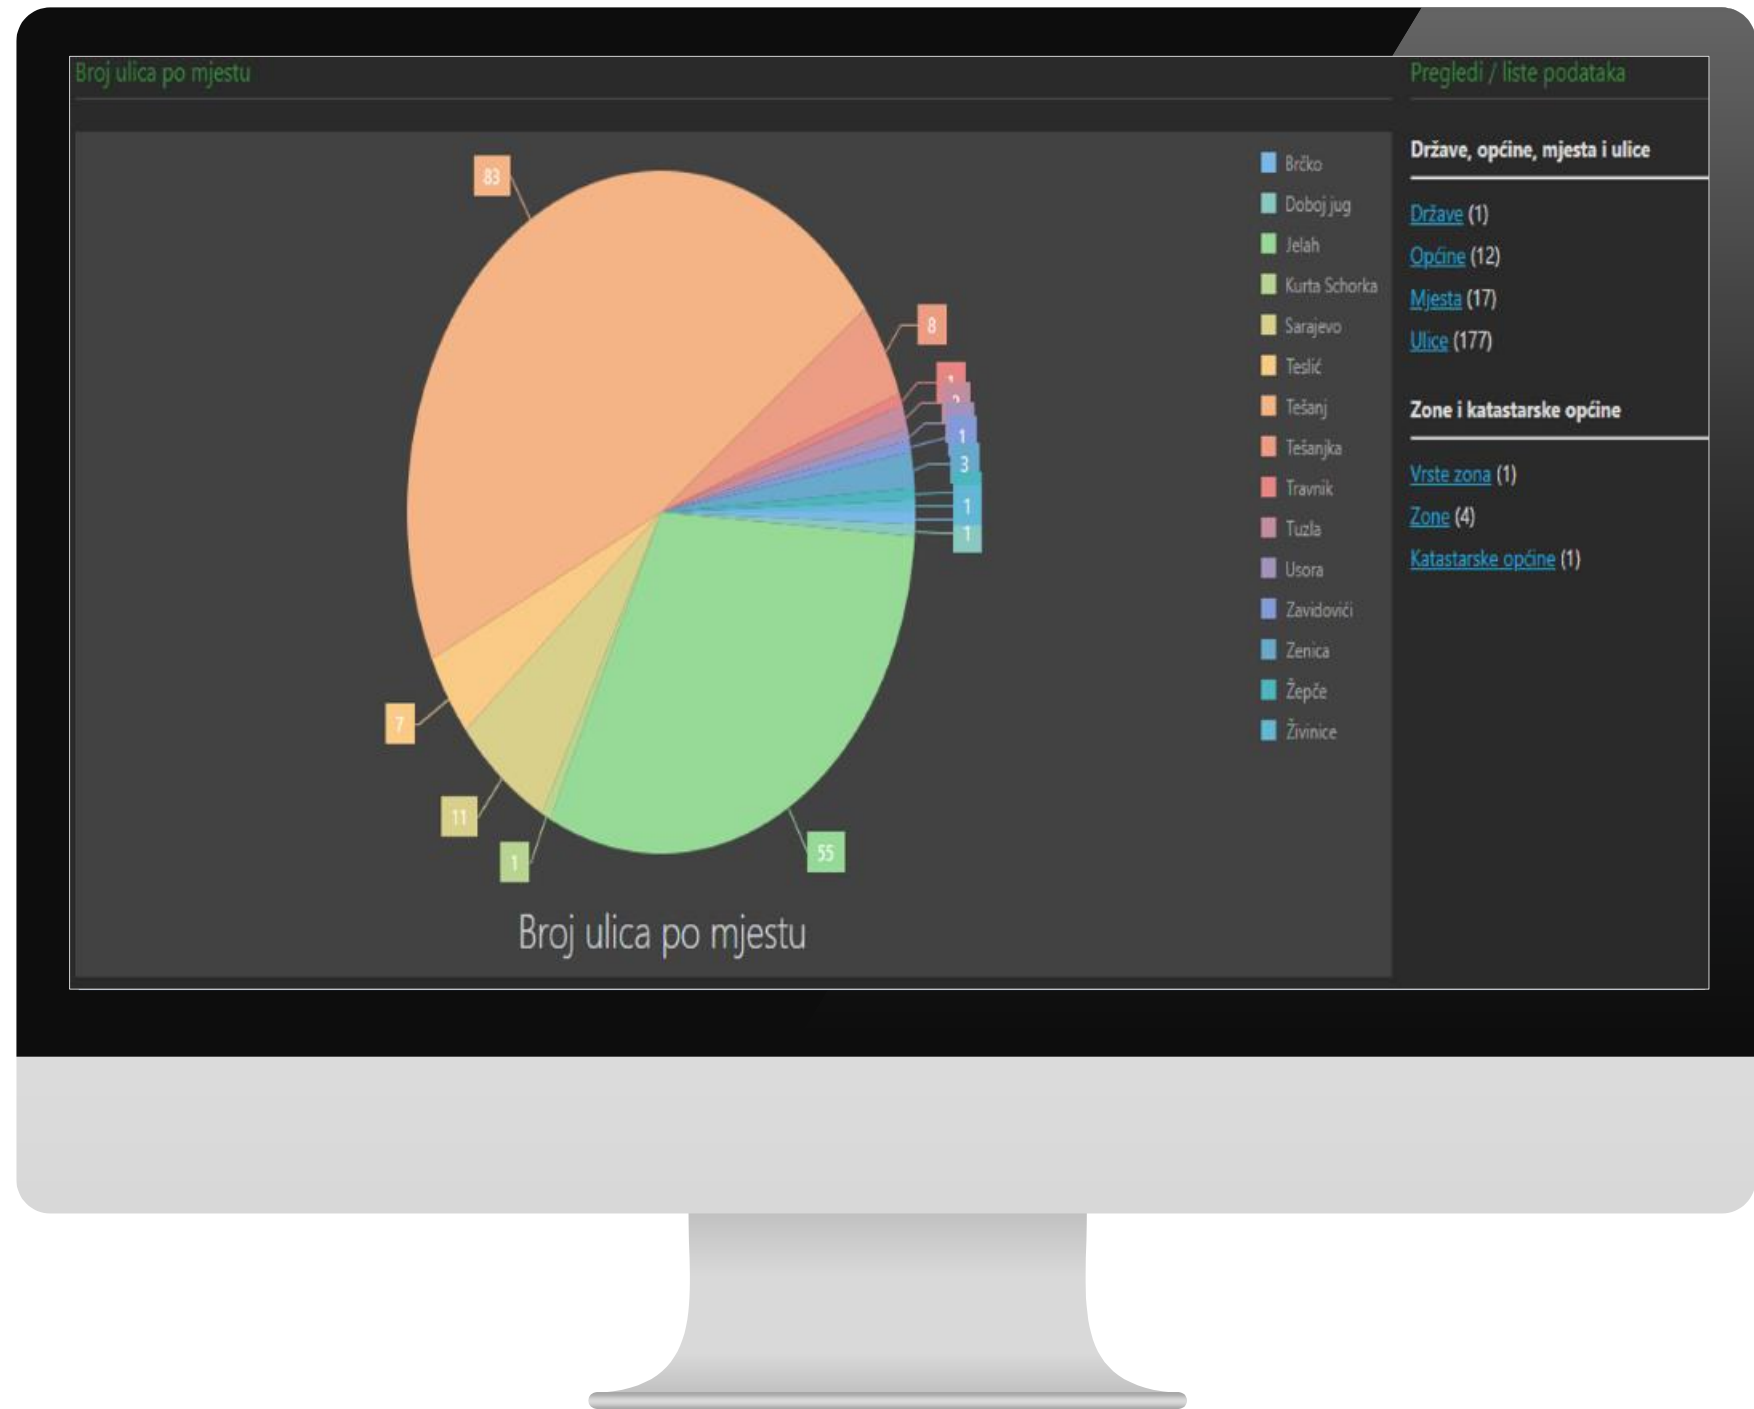 Broj ulica po mjestu
83
8
1
3
1
1
55
1
11
7
Broj ulica po mjestu
Brčko
Doboj jug
Jelah
Kurta Schorka
Sarajevo
Teslić
Tešanj
Tešanjka
Travnik
Tuzla
Usora
Zavidovići
Zenica
Žepče
Živinice
Pregledi / liste podataka
Države, općine, mjesta i ulice
Države (1)
Općine (12)
Mjesta (17)
Ulice (177)
Zone i katastarske općine
Vrste zona (1)
Zone (4)
Katastarske općine (1)